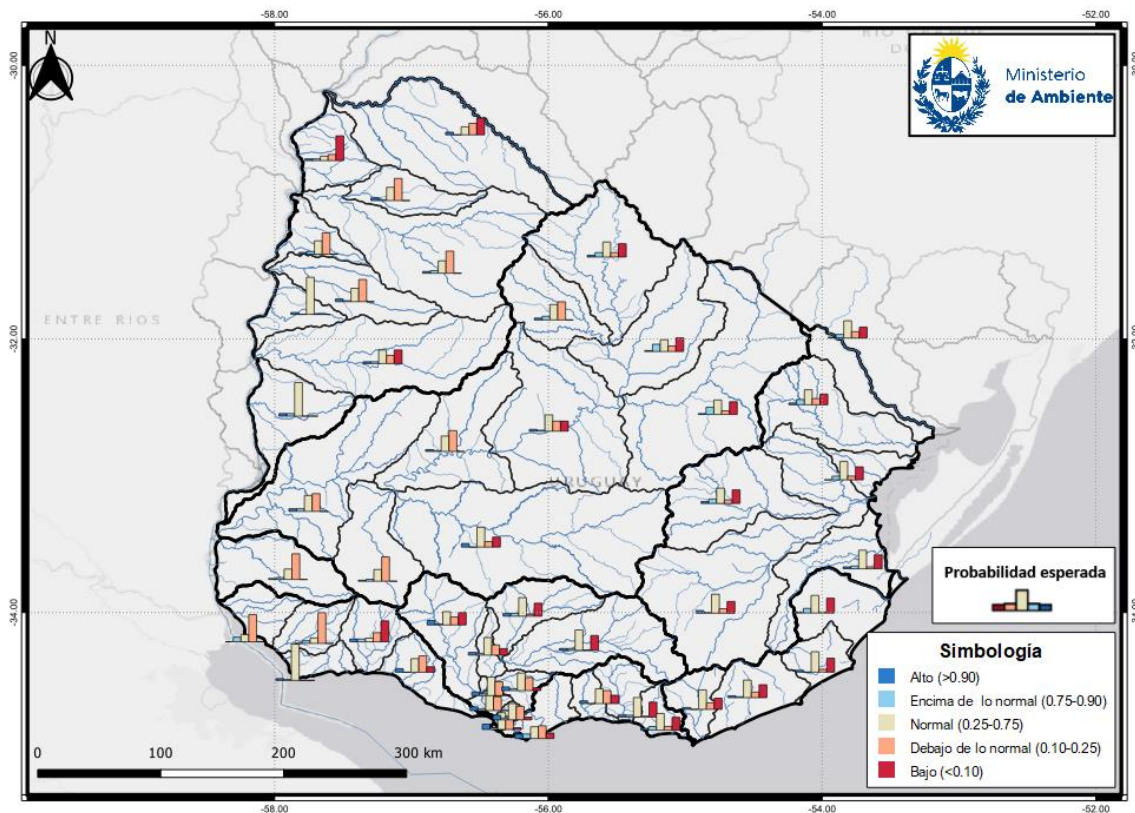 -58.00
-56.00
-54.00
-52.00
N
-30.00
Ministerio
de Ambiente
ENTRE RIOS
-32.00
-32.00
URUGUAY
-34.00
Probabilidad esperada
Simbología
Alto (>0.90)
Encima de lo normal (0.75-0.90)
Normal (0.25-0.75)
Debajo de lo normal (0.10-0.25)
Bajo (<0.10)
0
100
200
300 km
-58.00
-56.00
-54.00
-52.00